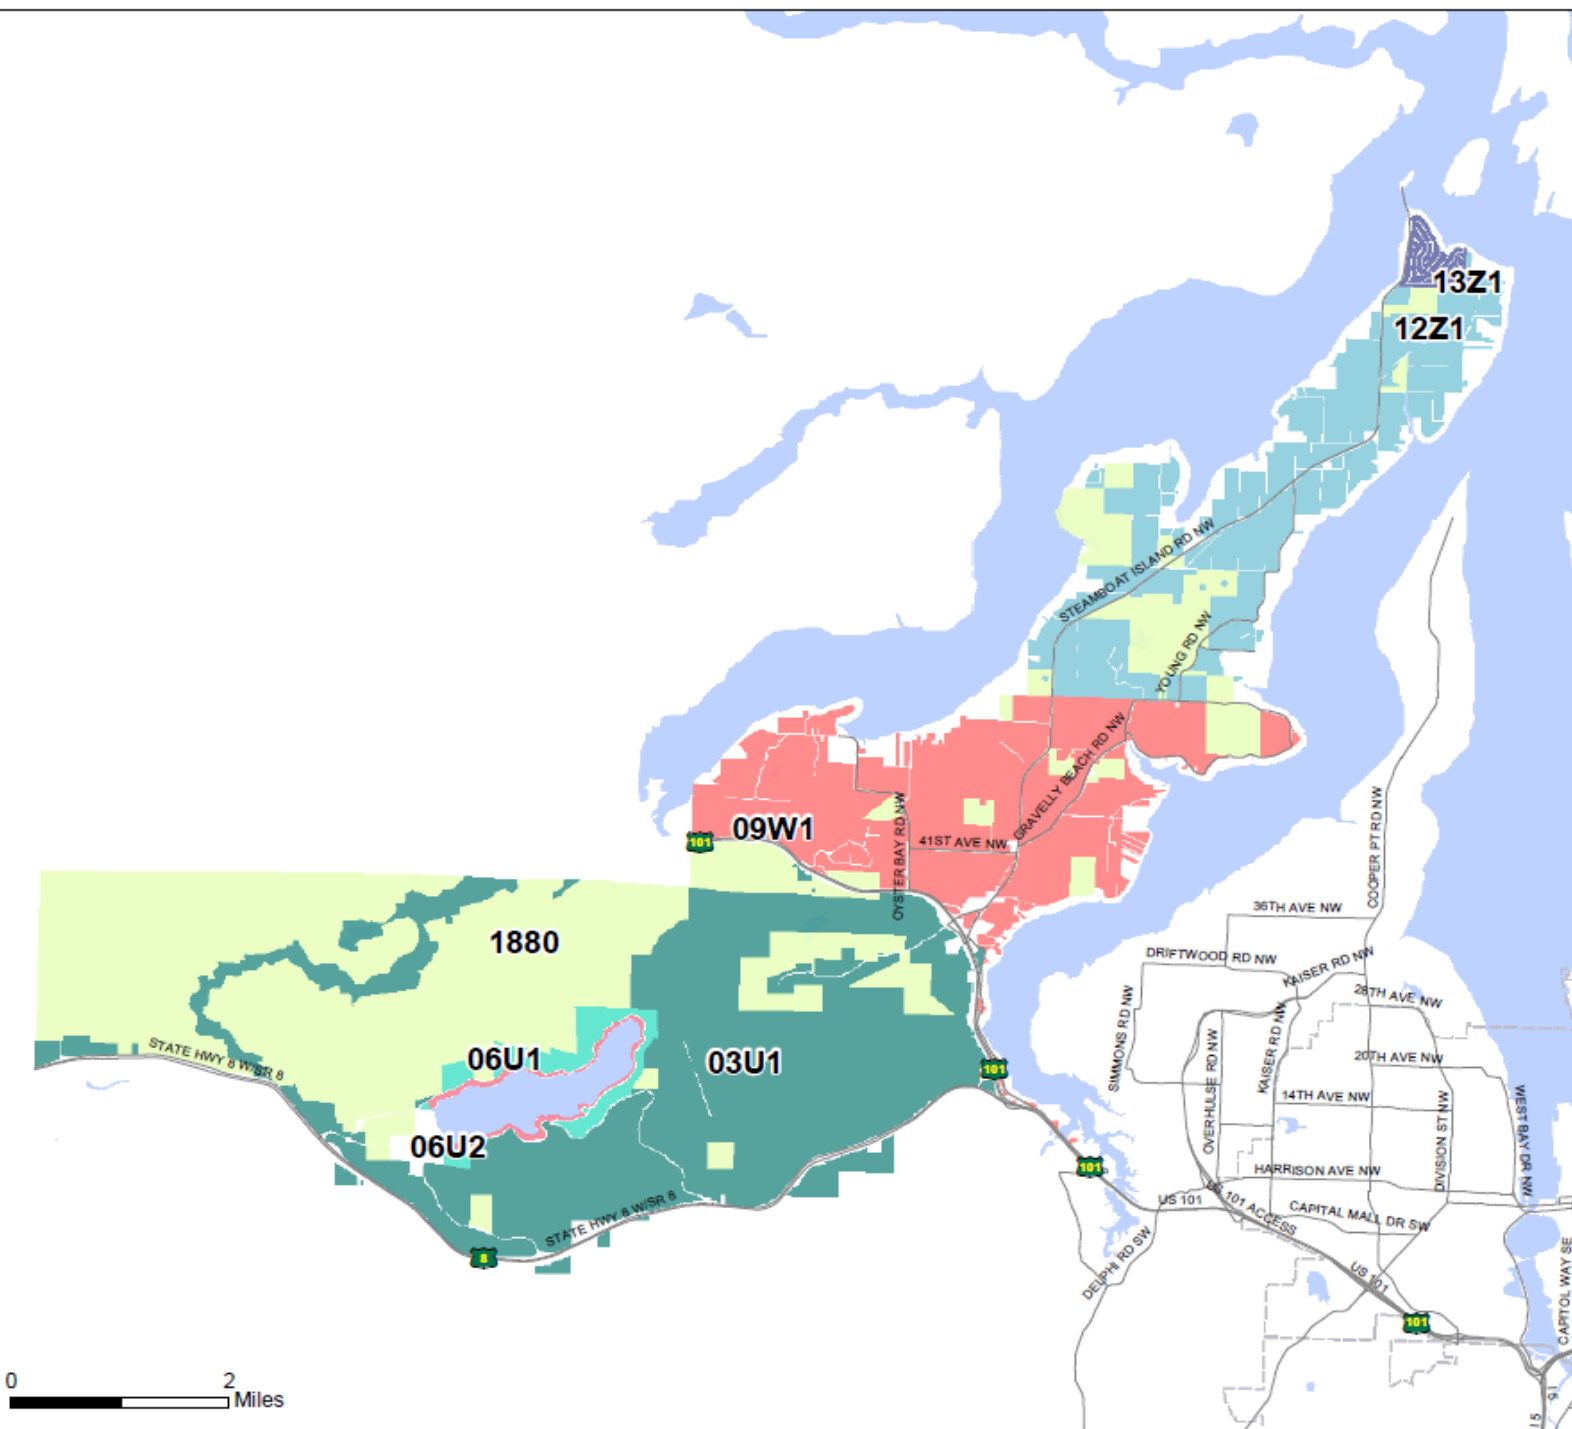 13Z1
12Z1
STEAMBOAT ISLAND RD NW
YOUNG RD NW
GRAVELLY BEACH RD NW
09W1
101
OYSTER BAY RD NW
41ST AVE NW
COOPER PT RD NW
36TH AVE NW
1880
DRIFTWOOD RD NW
KAISER RD NW
28TH AVE NW
SIMMONS RD NW
OVERHULSE RD NW
KAISER RD NW
STATE HWY 8 W/SR 8
06U1
03U1
101
20TH AVE NW
14TH AVE NW
DIVISION ST NW
WEST BAY DR NW
06U2
101
HARRISON AVE NW
US 101
US 101 ACCESS
CAPITAL MALL DR SW
STATE HWY 8 W/SR 8
8
DELPHI RD SW
US 101
101
CAPITOL WAY SE
0 2
Miles
I5